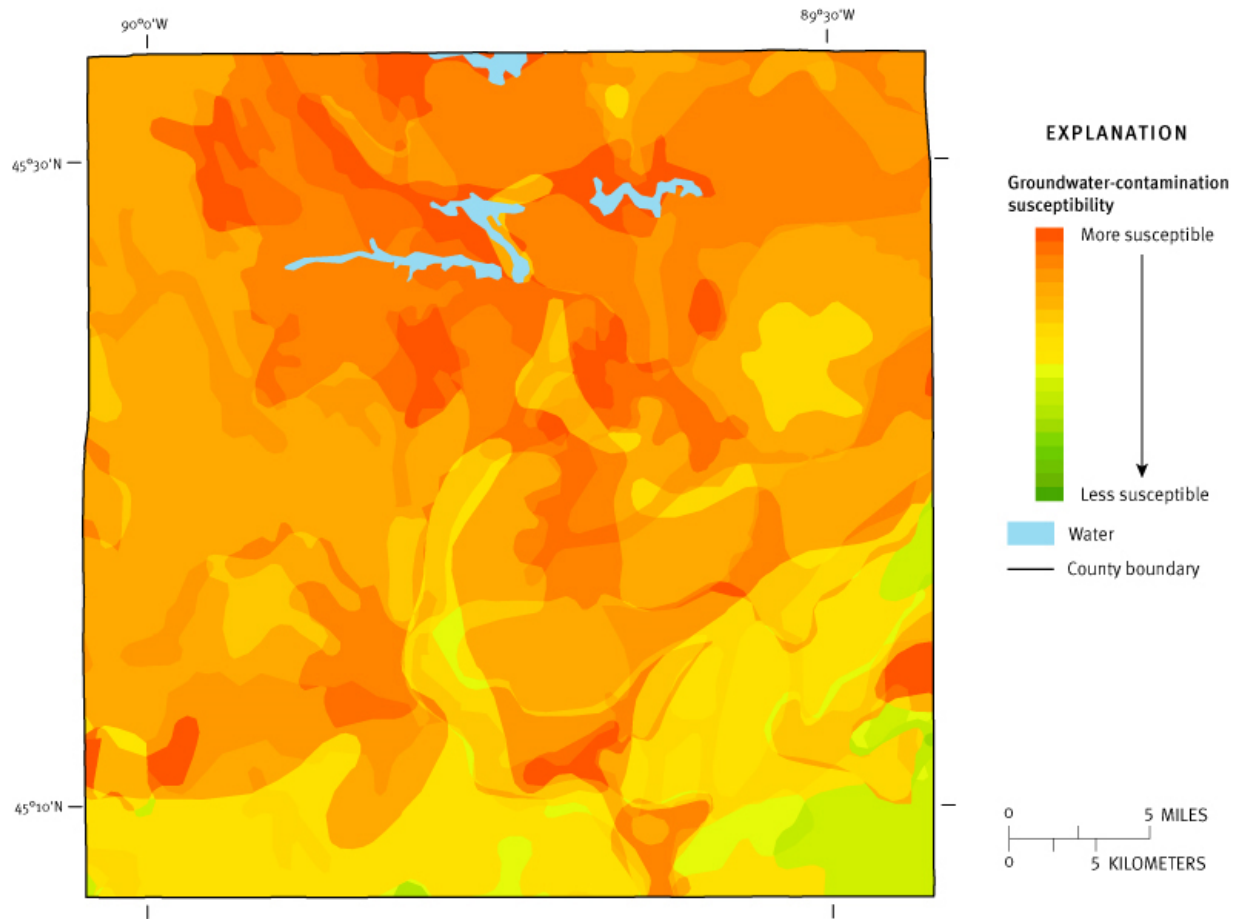 90°0'W
89°30'W
45°30'N
45°10'N
EXPLANATION
Groundwater-contamination
susceptibility
More susceptible
Less susceptible
Water
County boundary
0 5 MILES
0 5 KILOMETERS